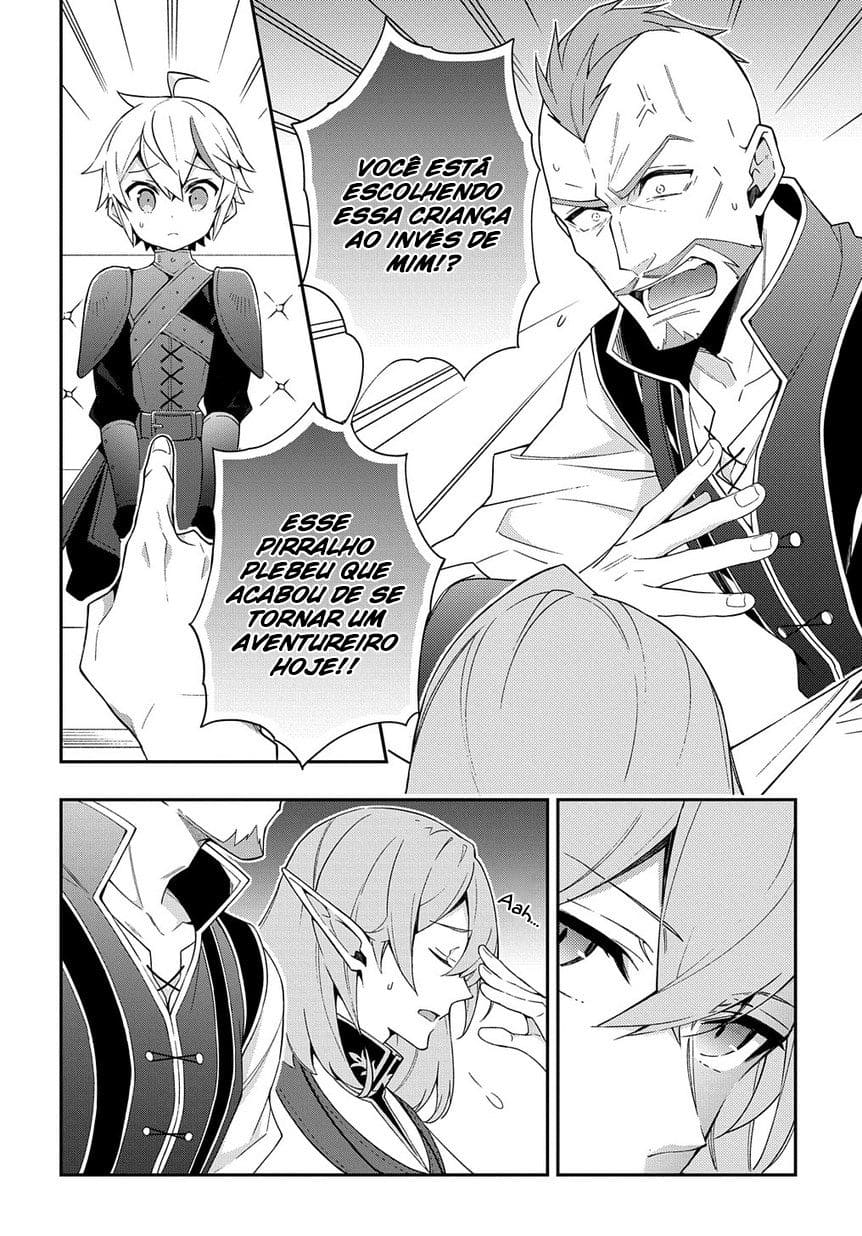 VOCÊ ESTÁ
ESCOLHENDO
ESSA CRIANÇA
AO INVÉS DE
MIM!?
ESSE
PIRRALHO
PLEBEU QUE
ACABOU DE SE
TORNAR UM
AVENTUREIRO
HOJE!!
Aah...